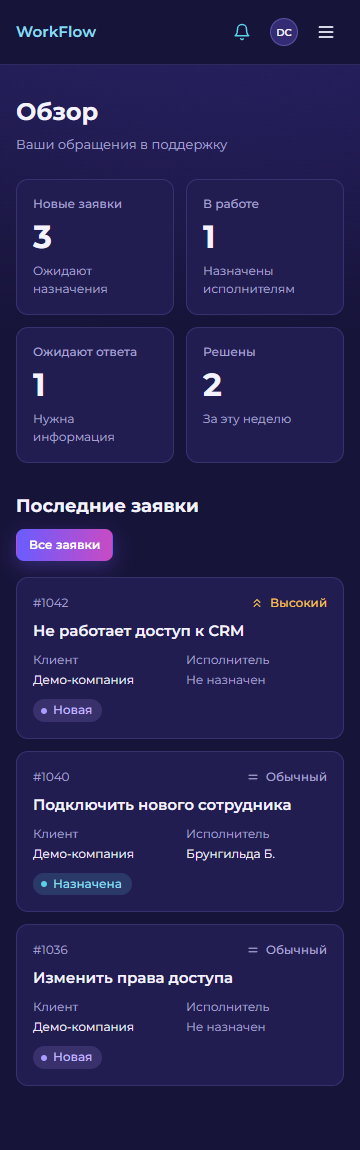 WorkFlow
DC
Обзор
Ваши обращения в поддержку
Новые заявки
3
Ожидают
назначения
В работе
1
Назначены
исполнителям
Ожидают ответа
1
Нужна
информация
Решены
2
За эту неделю
Последние заявки
Все заявки
#1042
Высокий
Не работает доступ к CRM
Клиент
Исполнитель
Демо-компания
Не назначен
Новая
#1040
Обычный
Подключить нового сотрудника
Клиент
Исполнитель
Демо-компания
Брунгильда Б.
Назначена
#1036
Обычный
Изменить права доступа
Клиент
Исполнитель
Демо-компания
Не назначен
Новая